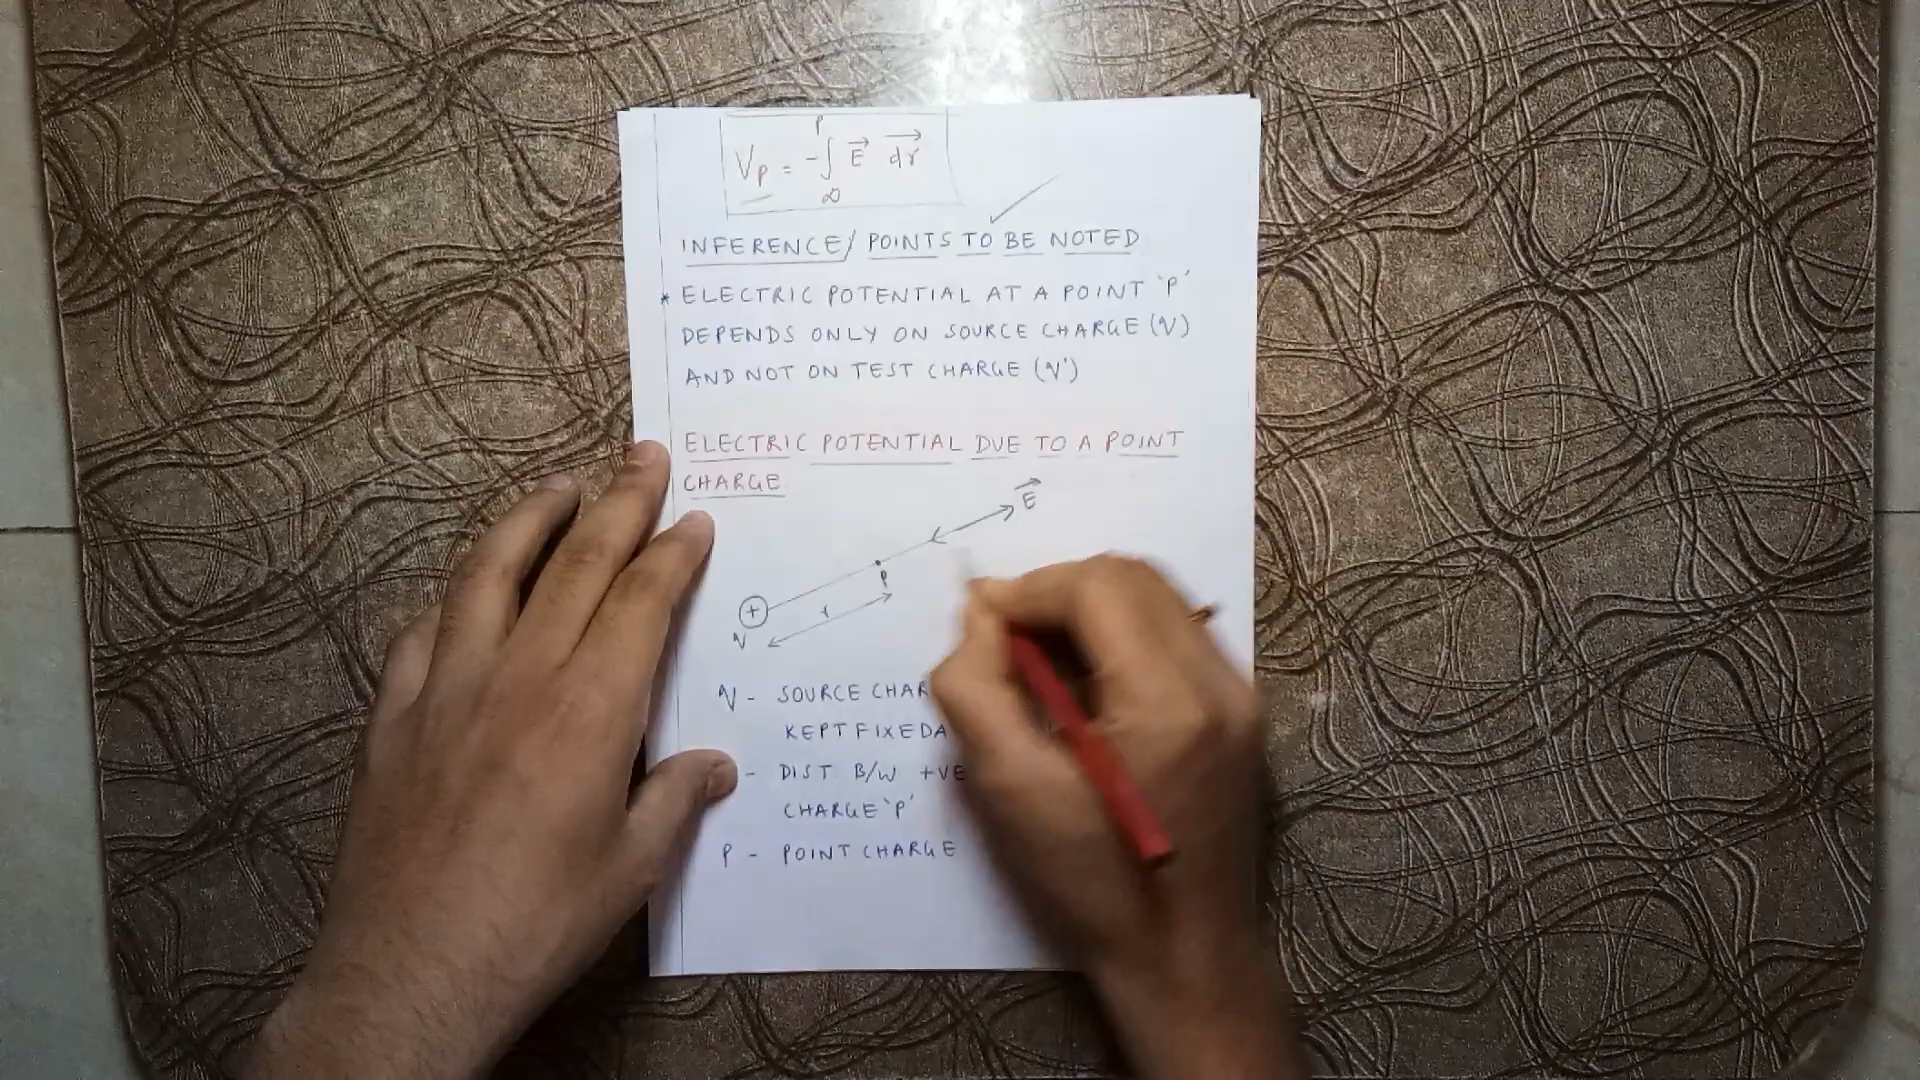 P
Vp = -∫ E⃗ dr⃗
∞
INFERENCE/ POINTS TO BE NOTED
* ELECTRIC POTENTIAL AT A POINT 'P'
DEPENDS ONLY ON SOURCE CHARGE (q)
AND NOT ON TEST CHARGE (q')
ELECTRIC POTENTIAL DUE TO A POINT
CHARGE
E⃗
P
+
r
q
q - SOURCE CHAR
KEPT FIXED A
- DIST. B/W +VE
CHARGE 'P'
P - POINT CHARGE